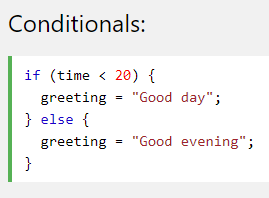 Conditionals:
if (time < 20) {
  greeting = "Good day";
} else {
  greeting = "Good evening";
}